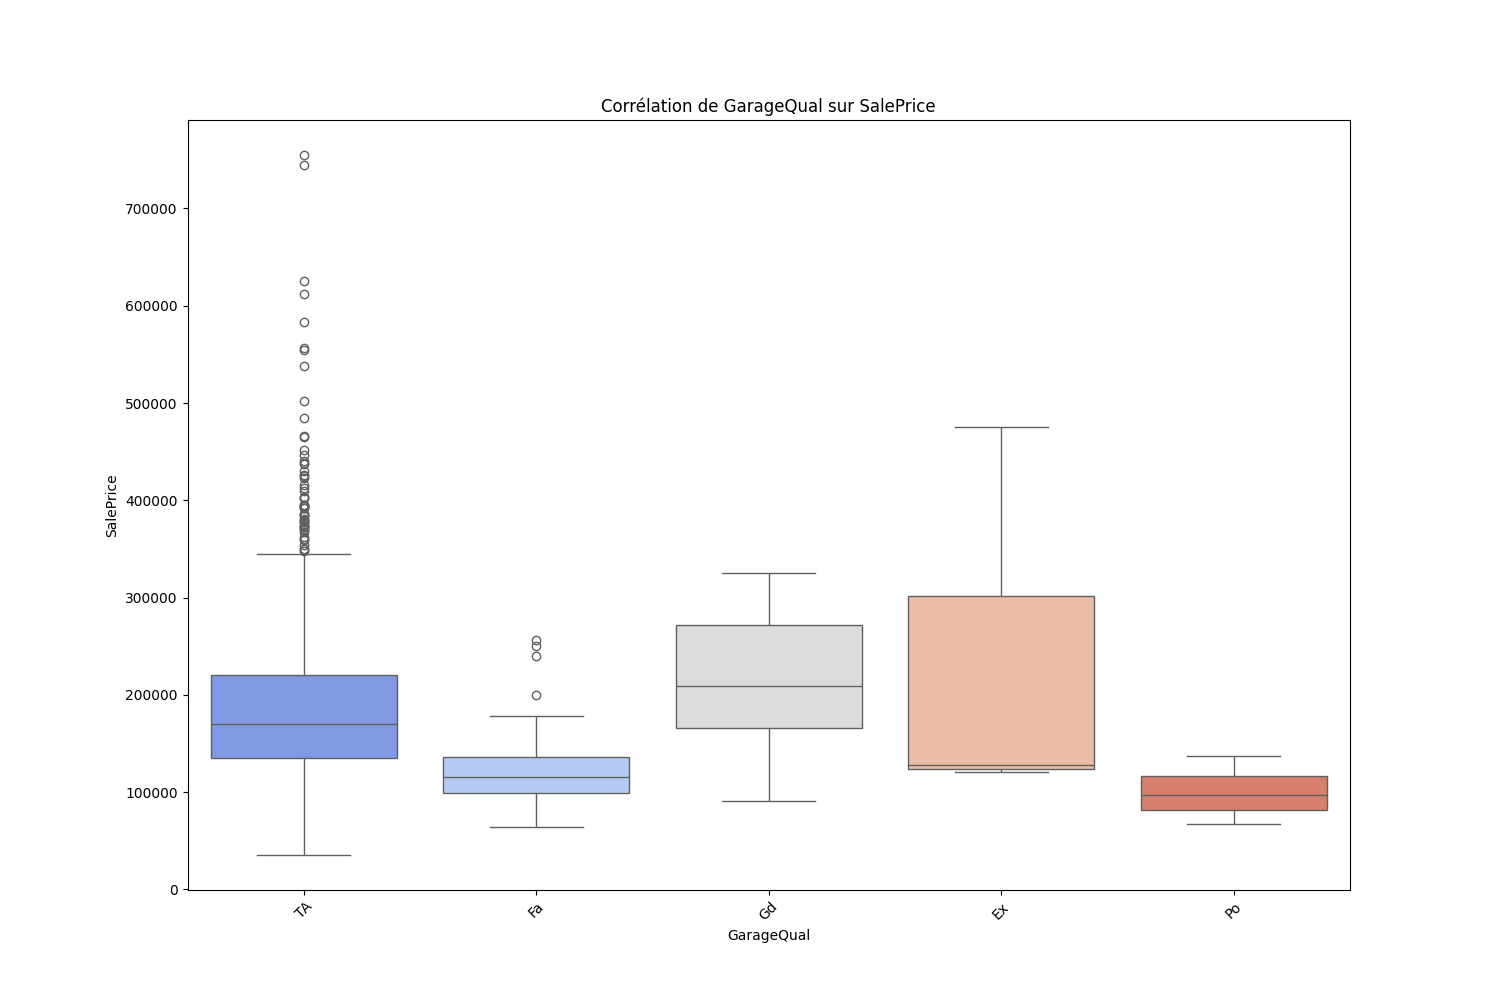 Corrélation de GarageQual sur SalePrice
700000
600000
500000
400000
300000
200000
100000
0
SalePrice
TA
Fa
Gd
Ex
Po
GarageQual